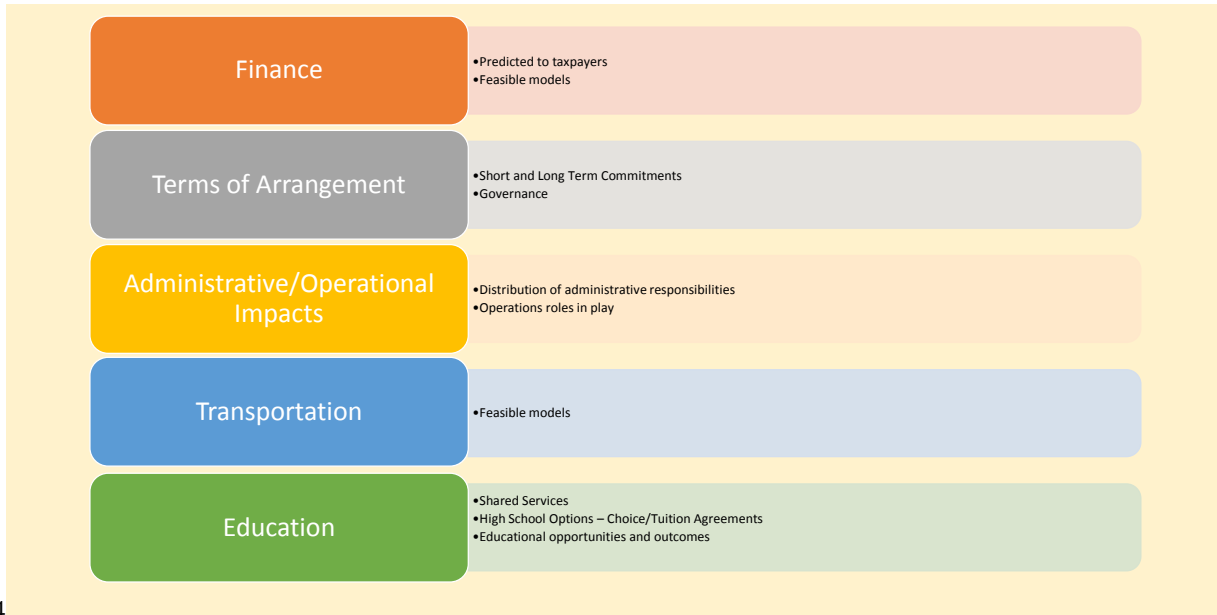 Finance
•Predicted to taxpayers
•Feasible models
Terms of Arrangement
•Short and Long Term Commitments
•Governance
Administrative/Operational
Impacts
•Distribution of administrative responsibilities
•Operations roles in play
Transportation
•Feasible models
Education
•Shared Services
•High School Options – Choice/Tuition Agreements
•Educational opportunities and outcomes
1